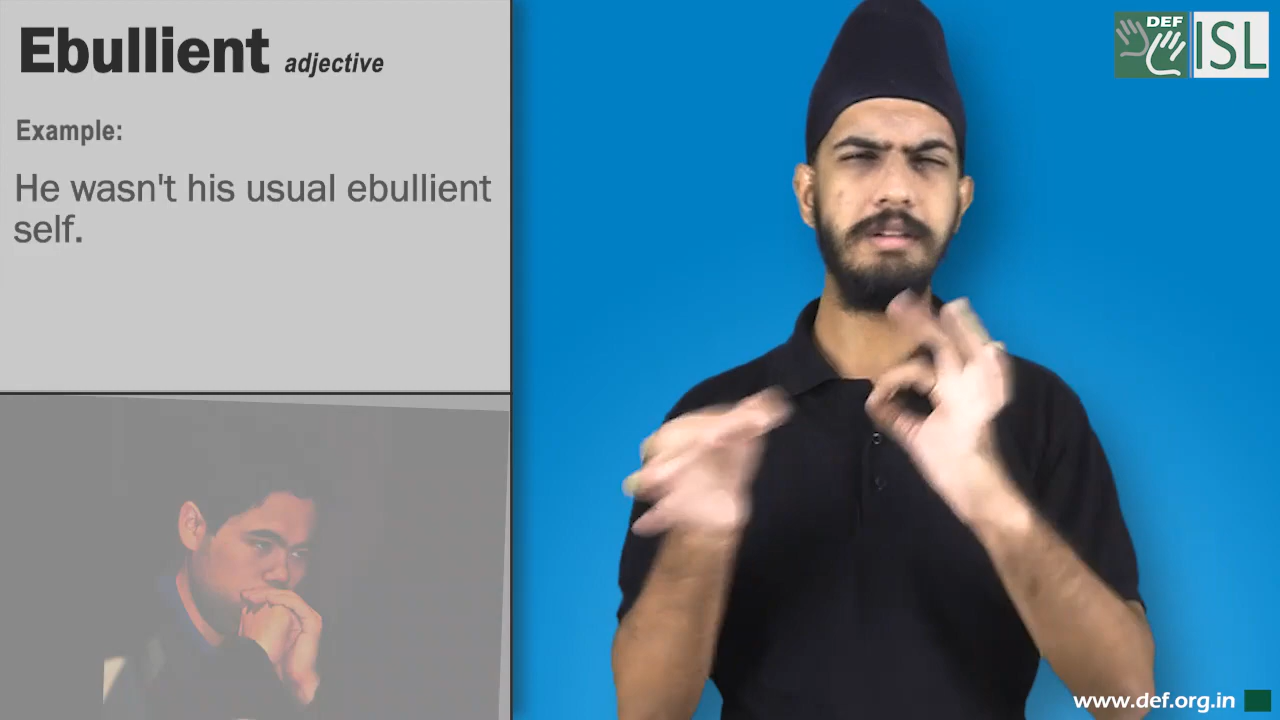 Ebullient adjective
Example:
He wasn't his usual ebullient
self.
DEF
ISL
www.def.org.in